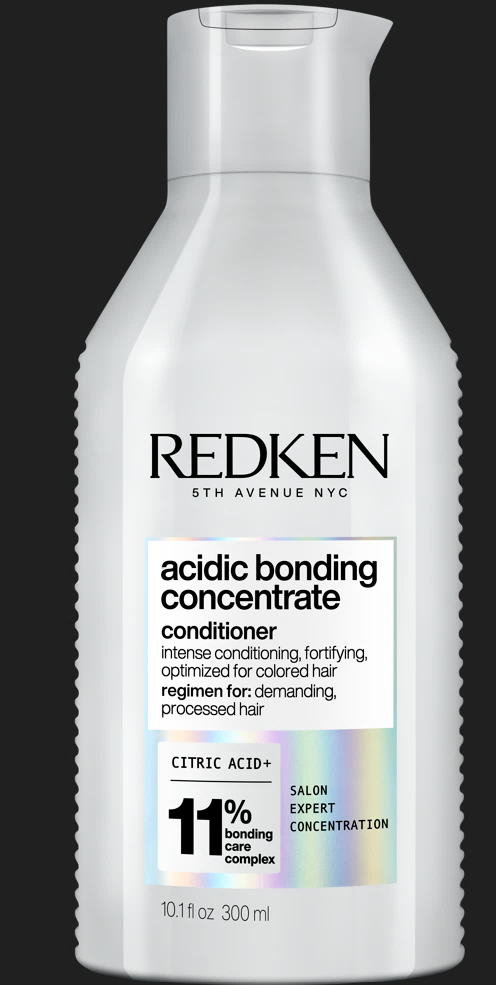 REDKEN
5TH AVENUE NYC
acidic bonding
concentrate
conditioner
intense conditioning, fortifying,
optimized for colored hair
regimen for: demanding,
processed hair
CITRIC ACID+
11%
bonding
care
complex
SALON
EXPERT
CONCENTRATION
10.1 fl oz 300 ml